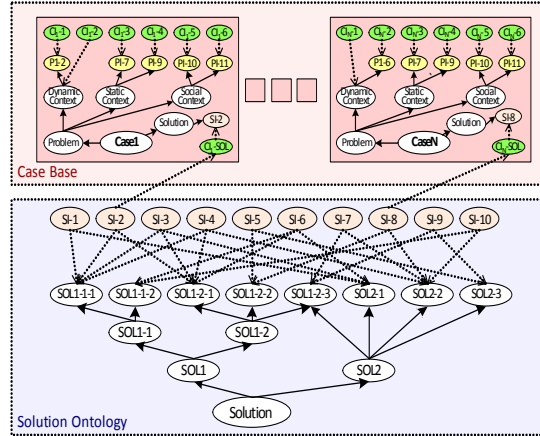 CI₁-1 CI₁-2 CI₁-3 CI₁-4 CI₁-5 CI₁-6
PI-7 PI-9 PI-10 PI-11
Dynamic Context Static Context Social Context
Problem Case1 Solution SI-2
CI₁-SOL
CIN-1 CIN-2 CIN-3 CIN-4 CIN-5 CIN-6
PI-7 PI-9 PI-10 PI-11
Dynamic Context Static Context Social Context
Problem CaseN Solution SI-8
CIN-SOL
Case Base
SI-1 SI-2 SI-3 SI-4 SI-5 SI-6 SI-7 SI-8 SI-9 SI-10
SOL1-1-1 SOL1-1-2 SOL1-2-1 SOL1-2-2 SOL1-2-3 SOL2-1 SOL2-2 SOL2-3
SOL1-1 SOL1-2
SOL1 SOL2
Solution
Solution Ontology